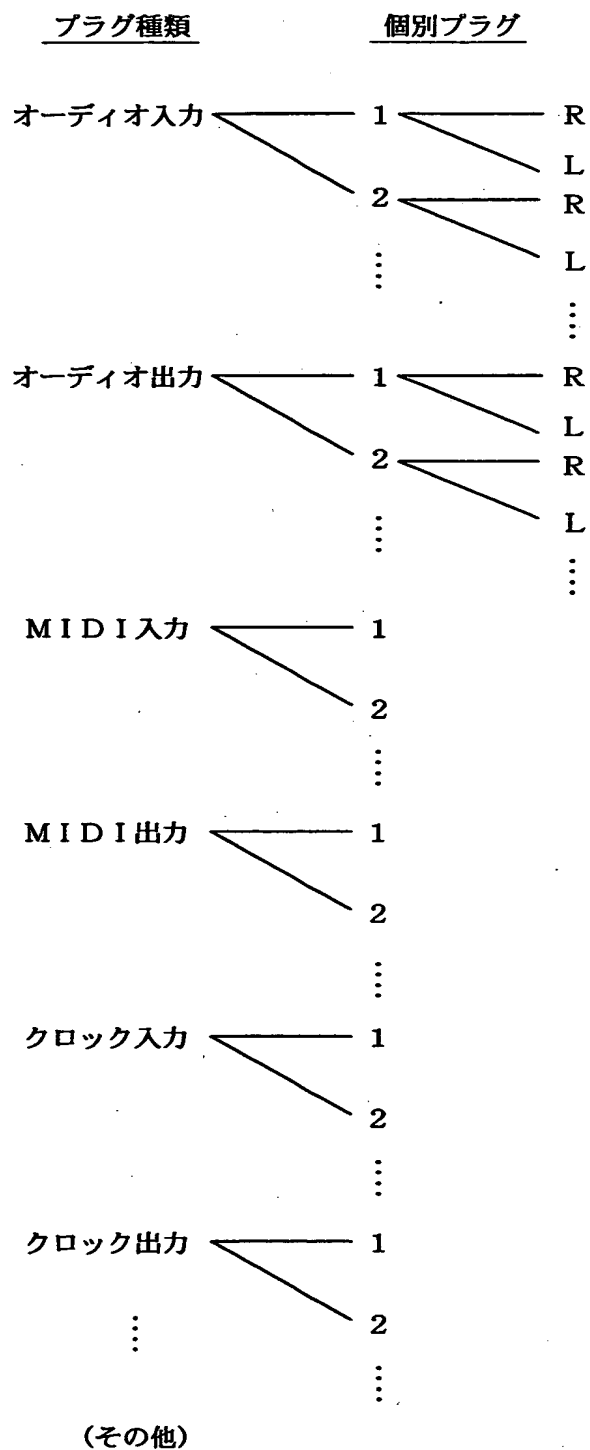 プラグ種類 個別プラグ
オーディオ入力 1 R
L
2 R
L
オーディオ出力 1 R
L
2 R
L
ＭＩＤＩ入力 1
2
ＭＩＤＩ出力 1
2
クロック入力 1
2
クロック出力 1
2
(その他)